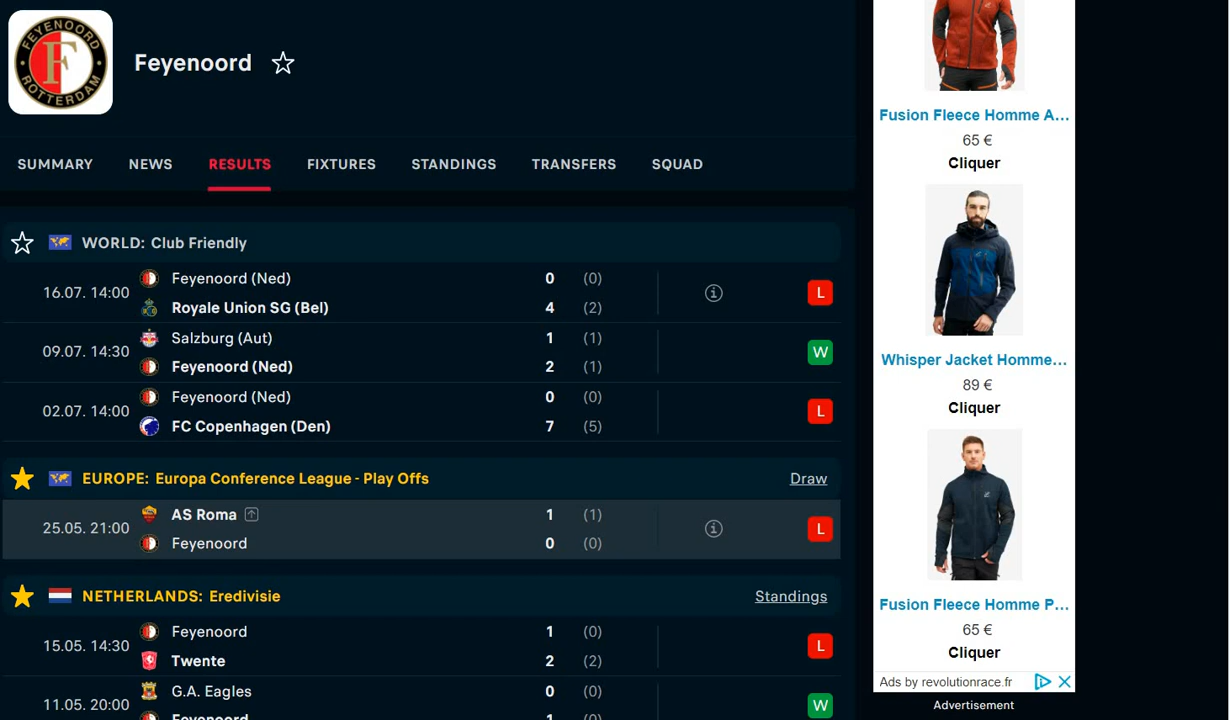 FEYENOORD
F
ROTTERDAM
Feyenoord
SUMMARY NEWS RESULTS FIXTURES STANDINGS TRANSFERS SQUAD
WORLD: Club Friendly
16.07. 14:00 Feyenoord (Ned) 0 (0) L
Royale Union SG (Bel) 4 (2)
09.07. 14:30 Salzburg (Aut) 1 (1) W
Feyenoord (Ned) 2 (1)
02.07. 14:00 Feyenoord (Ned) 0 (0) L
FC Copenhagen (Den) 7 (5)
EUROPE: Europa Conference League - Play Offs Draw
25.05. 21:00 AS Roma 1 (1) L
Feyenoord 0 (0)
NETHERLANDS: Eredivisie Standings
15.05. 14:30 Feyenoord 1 (0) L
Twente 2 (2)
11.05. 20:00 G.A. Eagles 0 (0) W
Feyenoord 1
Fusion Fleece Homme A...
65 €
Cliquer
Whisper Jacket Homme...
89 €
Cliquer
Fusion Fleece Homme P...
65 €
Cliquer
Ads by revolutionrace.fr
Advertisement